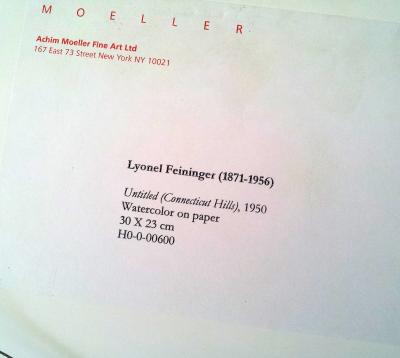 MOELLER
Achim Moeller Fine Art Ltd
167 East 73 Street New York NY 10021
Lyonel Feininger (1871-1956)
Untitled (Connecticut Hills), 1950
Watercolor on paper
30 X 23 cm
H0-0-00600